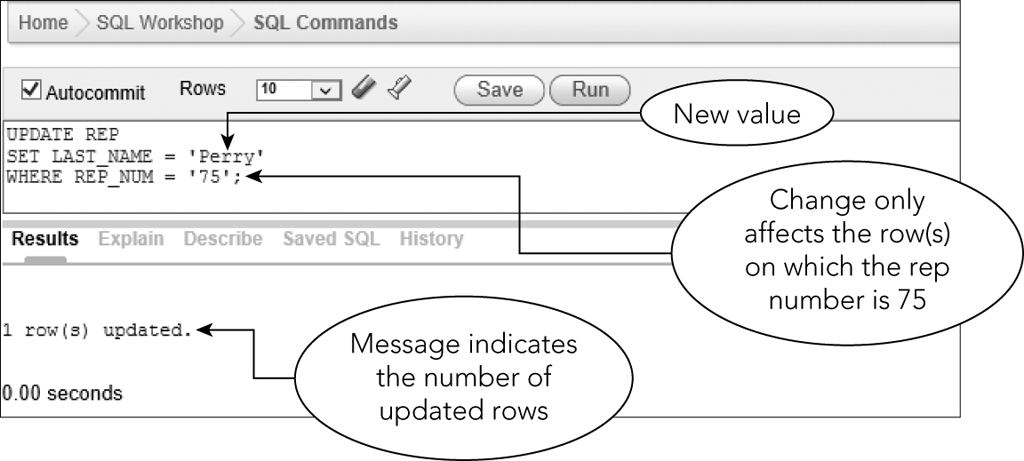 Home SQL Workshop SQL Commands
Autocommit Rows 10 Save Run
New value
UPDATE REP
SET LAST_NAME = 'Perry'
WHERE REP_NUM = '75';
Change only
affects the row(s)
on which the rep
number is 75
Results Explain Describe Saved SQL History
1 row(s) updated.
Message indicates
the number of
updated rows
0.00 seconds